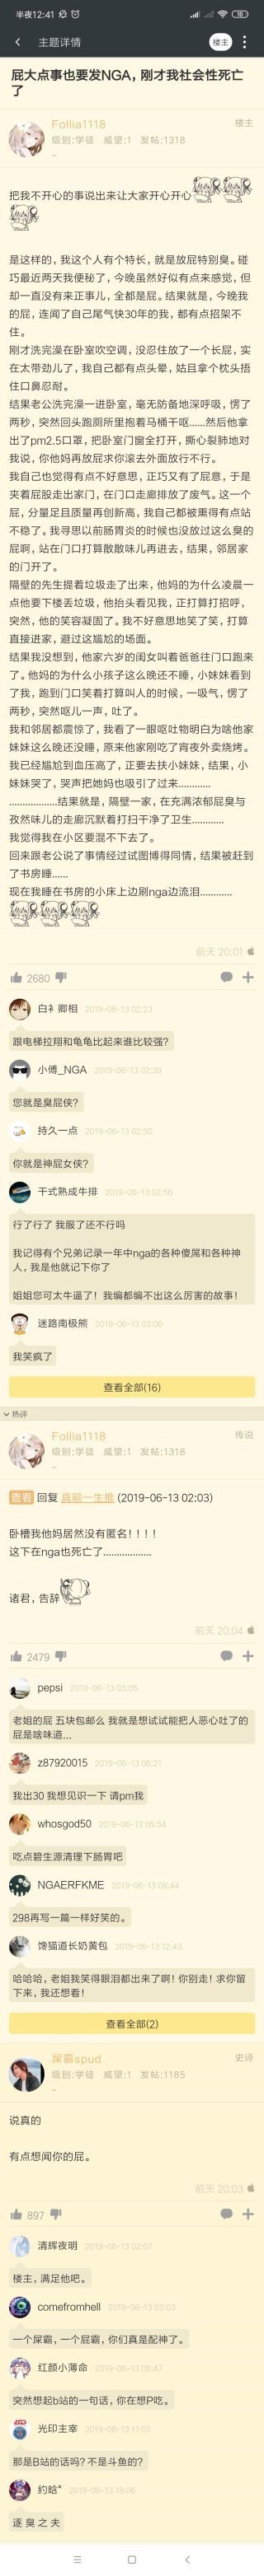 半夜12:41
主题详情
楼主
屁大点事也要发NGA，刚才我社会性死亡
了
Follia1118
楼主
级别:学徒 威望:1 发帖:1318
把我不开心的事说出来让大家开心开心
是这样的，我这个人有个特长，就是放屁特别臭。碰
巧最近两天我便秘了，今晚虽然好似有点来感觉，但
却一直没有来正事儿，全都是屁。结果就是，今晚我
的屁，连闻了自己尾气快30年的我，都有点招架不
住。
刚才洗完澡在卧室吹空调，没忍住放了一个长屁，实
在太带劲儿了，我自己都有点头晕，姑且拿个枕头捂
住口鼻忍耐。
结果老公洗完澡一进卧室，毫无防备地深呼吸，愣了
两秒，突然回头跑厕所里抱着马桶干呕……然后他拿
出了pm2.5口罩，把卧室门窗全打开，撕心裂肺地对
我说，你他妈再放屁求你滚去外面放行不行。
我自己也觉得有点不好意思，正巧又有了屁意，于是
夹着屁股走出家门，在门口走廊排放了废气。这一个
屁，分量足且质量再创新高，我自己都被熏得有点站
不稳了。我寻思以前肠胃炎的时候也没放过这么臭的
屁啊，站在门口打算散散味儿再进去，结果，邻居家
的门开了。
隔壁的先生提着垃圾走了出来，他妈的为什么凌晨一
点他要下楼丢垃圾，他抬头看见我，正打算打招呼，
突然，他的笑容凝固了。我不好意思地笑了笑，打算
直接进家，避过这尴尬的场面。
结果我没想到，他家六岁的闺女叫着爸爸往门口跑来
了。他妈的为什么小孩子这么晚还不睡，小妹妹看到
了我，跑到门口笑着打算叫人的时候，一吸气，愣了
两秒，突然呕儿一声，吐了。
我和邻居都震惊了，我看了一眼呕吐物明白为啥他家
妹妹这么晚还没睡，原来他家刚吃了宵夜外卖烧烤。
我已经尴尬到血压高了，正要去扶小妹妹，结果，小
妹妹哭了，哭声把她妈也吸引了过来…………
………………结果就是，隔壁一家，在充满浓郁屁臭与
孜然味儿的走廊沉默着打扫干净了卫生…………
我觉得我在小区要混不下去了。
回来跟老公说了事情经过试图博得同情，结果被赶到
了书房睡……
现在我睡在书房的小床上边刷nga边流泪…………
前天 20:01
2680
白衤卿相 2019-06-13 02:23
跟电梯拉翔和龟龟比起来谁比较强？
小傅_NGA 2019-06-13 02:39
您就是臭屁侠？
持久一点 2019-06-13 02:50
你就是神屁女侠？
干式熟成牛排 2019-06-13 02:56
行了行了 我服了还不行吗
我记得有个兄弟记录一年中nga的各种傻屌和各种神
人，我是他就记下你了
姐姐您可太牛逼了！我编都编不出这么厉害的故事！
迷路南极熊 2019-06-13 03:00
我笑疯了
查看全部(16)
热评
Follia1118
传说
级别:学徒 威望:1 发帖:1318
查看 回复 真嗣一生推 (2019-06-13 02:03)
卧槽我他妈居然没有匿名！！！！
这下在nga也死亡了………………
诸君，告辞
前天 20:04
2479
pepsi 2019-06-13 03:05
老姐的屁 五块包邮么 我就是想试试能把人恶心吐了的
屁是啥味道…
z87920015 2019-06-13 06:21
我出30 我想见识一下 请pm我
whosgod50 2019-06-13 06:54
吃点碧生源清理下肠胃吧
NGAERFKME 2019-06-13 08:44
298再写一篇一样好笑的。
馋猫道长奶黄包 2019-06-13 12:43
哈哈哈，老姐我笑得眼泪都出来了啊！你别走！求你留
下来，我还想看！
查看全部(2)
屎霸spud
史诗
级别:学徒 威望:1 发帖:1185
说真的
有点想闻你的屁。
前天 20:03
897
清辉夜明 2019-06-13 02:07
楼主，满足他吧。
comefromhell 2019-06-13 03:03
一个屎霸，一个屁霸，你们真是配神了。
红颜小薄命 2019-06-13 06:47
突然想起b站的一句话，你在想P吃。
光印主宰 2019-06-13 11:01
那是B站的话吗？不是斗鱼的？
約晗" 2019-06-13 19:06
逐 臭 之 夫